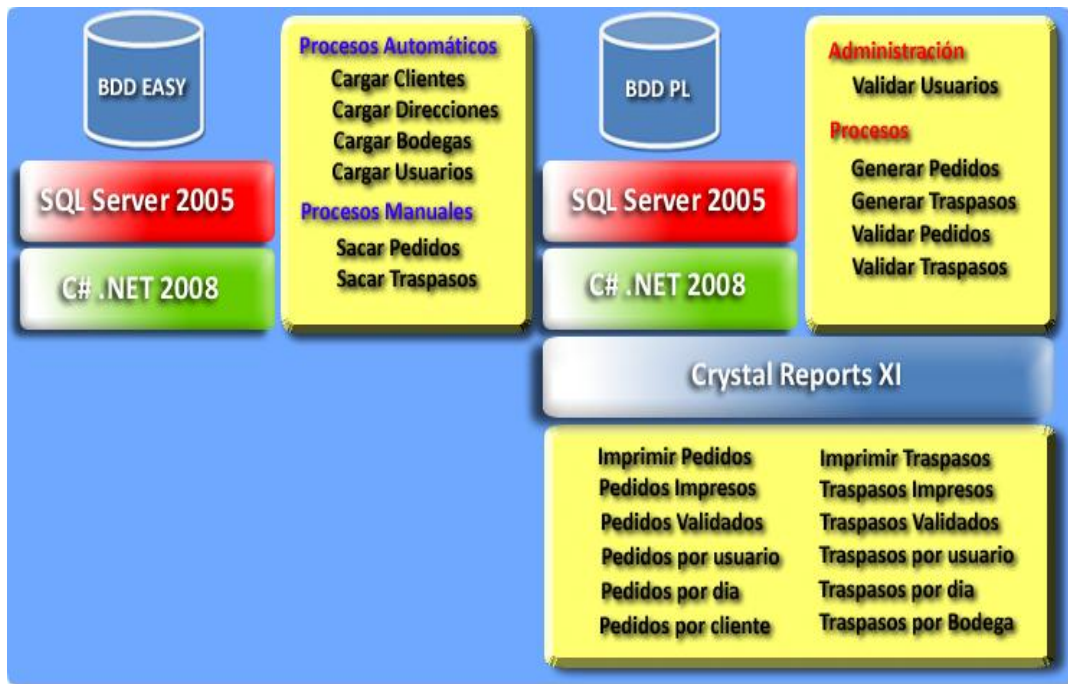 BDD EASY
SQL Server 2005
C# .NET 2008
Procesos Automáticos
Cargar Clientes
Cargar Direcciones
Cargar Bodegas
Cargar Usuarios
Procesos Manuales
Sacar Pedidos
Sacar Traspasos
BDD PL
SQL Server 2005
C# .NET 2008
Administración
Validar Usuarios
Procesos
Generar Pedidos
Generar Traspasos
Validar Pedidos
Validar Traspasos
Crystal Reports XI
Imprimir Pedidos
Pedidos Impresos
Pedidos Validados
Pedidos por usuario
Pedidos por dia
Pedidos por cliente
Imprimir Traspasos
Traspasos Impresos
Traspasos Validados
Traspasos por usuario
Traspasos por dia
Traspasos por Bodega